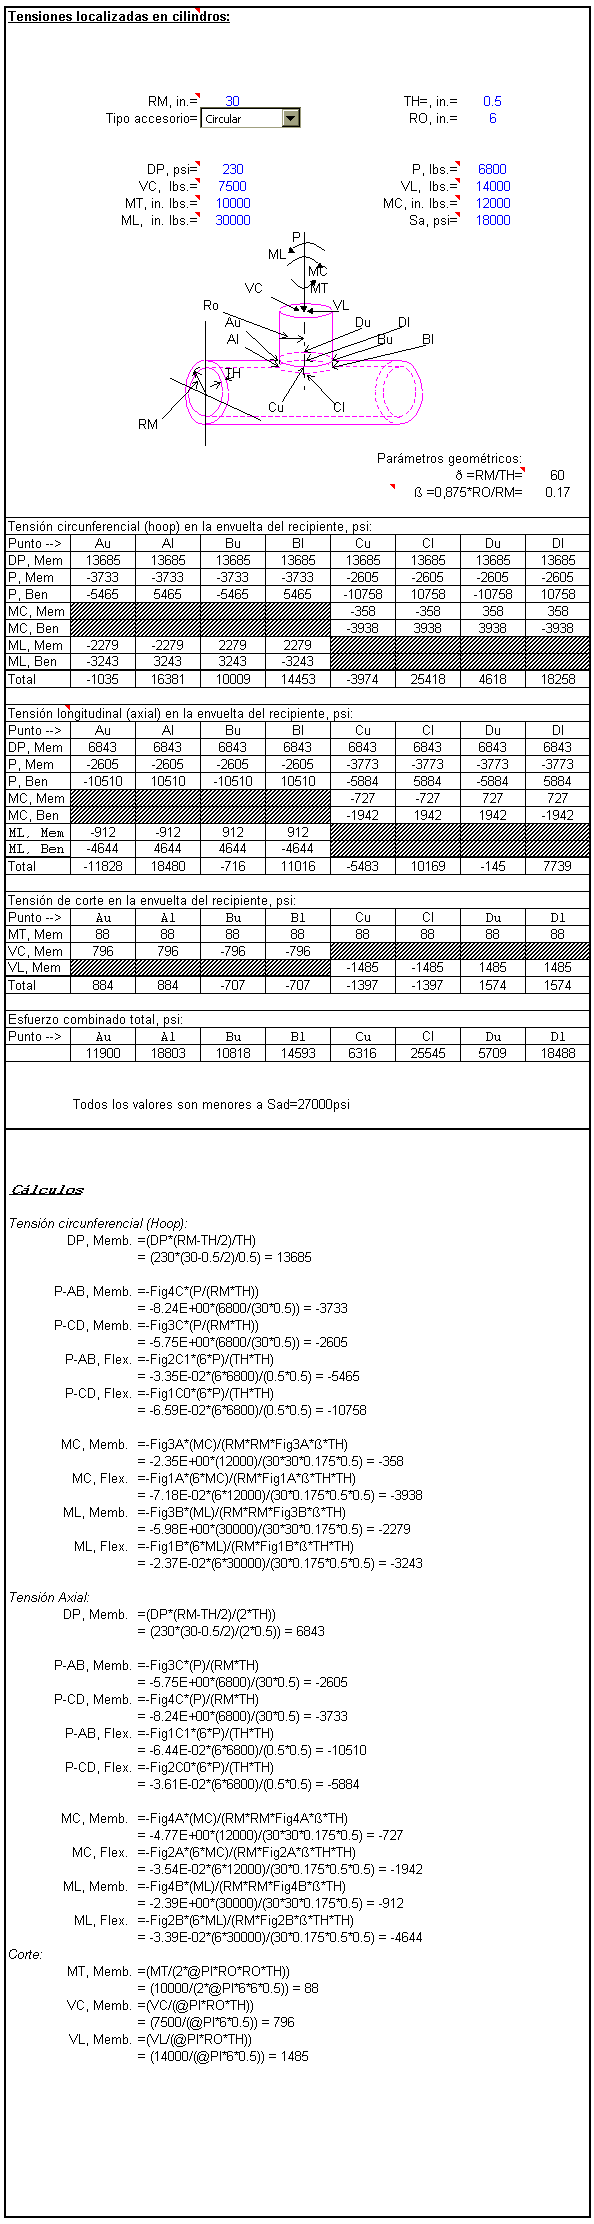 Tensiones localizadas en cilindros:
RM, in.= 30 TH=, in.= 0.5
Tipo accesorio= Circular RO, in.= 6
DP, psi= 230 P, lbs.= 6800
VC, lbs.= 7500 VL, lbs.= 14000
MT, in. lbs.= 10000 MC, in. lbs.= 12000
ML, in. lbs.= 30000 Sa, psi= 18000
P
ML
MC
VC MT
Ro VL
Au Du Dl
Al Bu Bl
TH
Cu Cl
RM
Parámetros geométricos:
ð =RM/TH= 60
ß =0,875*RO/RM= 0.17
Tensión circunferencial (hoop) en la envuelta del recipiente, psi:
Punto --> Au Al Bu Bl Cu Cl Du Dl
DP, Mem 13685 13685 13685 13685 13685 13685 13685 13685
P, Mem -3733 -3733 -3733 -3733 -2605 -2605 -2605 -2605
P, Ben -5465 5465 -5465 5465 -10758 10758 -10758 10758
MC, Mem -358 -358 358 358
MC, Ben -3938 3938 3938 -3938
ML, Mem -2279 -2279 2279 2279
ML, Ben -3243 3243 3243 -3243
Total -1035 16381 10009 14453 -3974 25418 4618 18258
Tensión longitudinal (axial) en la envuelta del recipiente, psi:
Punto --> Au Al Bu Bl Cu Cl Du Dl
DP, Mem 6843 6843 6843 6843 6843 6843 6843 6843
P, Mem -2605 -2605 -2605 -2605 -3773 -3773 -3773 -3773
P, Ben -10510 10510 -10510 10510 -5884 5884 -5884 5884
MC, Mem -727 -727 727 727
MC, Ben -1942 1942 1942 -1942
ML, Mem -912 -912 912 912
ML, Ben -4644 4644 4644 -4644
Total -11828 18480 -716 11016 -5483 10169 -145 7739
Tensión de corte en la envuelta del recipiente, psi:
Punto --> Au Al Bu Bl Cu Cl Du Dl
MT, Mem 88 88 88 88 88 88 88 88
VC, Mem 796 796 -796 -796
VL, Mem -1485 -1485 1485 1485
Total 884 884 -707 -707 -1397 -1397 1574 1574
Esfuerzo combinado total, psi:
Punto --> Au Al Bu Bl Cu Cl Du Dl
11900 18803 10818 14593 6316 25545 5709 18488
Todos los valores son menores a Sad=27000psi
Cálculos
Tensión circunferencial (Hoop):
DP, Memb. =(DP*(RM-TH/2)/TH)
= (230*(30-0.5/2)/0.5) = 13685
P-AB, Memb. =-Fig4C*(P/(RM*TH))
= -8.24E+00*(6800/(30*0.5)) = -3733
P-CD, Memb. =-Fig3C*(P/(RM*TH))
= -5.75E+00*(6800/(30*0.5)) = -2605
P-AB, Flex. =-Fig2C1*(6*P)/(TH*TH)
= -3.35E-02*(6*6800)/(0.5*0.5) = -5465
P-CD, Flex. =-Fig1C0*(6*P)/(TH*TH)
= -6.59E-02*(6*6800)/(0.5*0.5) = -10758
MC, Memb. =-Fig3A*(MC)/(RM*RM*Fig3A*ß*TH)
= -2.35E+00*(12000)/(30*30*0.175*0.5) = -358
MC, Flex. =-Fig1A*(6*MC)/(RM*Fig1A*ß*TH*TH)
= -7.18E-02*(6*12000)/(30*0.175*0.5*0.5) = -3938
ML, Memb. =-Fig3B*(ML)/(RM*RM*Fig3B*ß*TH)
= -5.98E+00*(30000)/(30*30*0.175*0.5) = -2279
ML, Flex. =-Fig1B*(6*ML)/(RM*Fig1B*ß*TH*TH)
= -2.37E-02*(6*30000)/(30*0.175*0.5*0.5) = -3243
Tensión Axial:
DP, Memb. =(DP*(RM-TH/2)/(2*TH))
= (230*(30-0.5/2)/(2*0.5)) = 6843
P-AB, Memb. =-Fig3C*(P)/(RM*TH)
= -5.75E+00*(6800)/(30*0.5) = -2605
P-CD, Memb. =-Fig4C*(P)/(RM*TH)
= -8.24E+00*(6800)/(30*0.5) = -3733
P-AB, Flex. =-Fig1C1*(6*P)/(TH*TH)
= -6.44E-02*(6*6800)/(0.5*0.5) = -10510
P-CD, Flex. =-Fig2C0*(6*P)/(TH*TH)
= -3.61E-02*(6*6800)/(0.5*0.5) = -5884
MC, Memb. =-Fig4A*(MC)/(RM*RM*Fig4A*ß*TH)
= -4.77E+00*(12000)/(30*30*0.175*0.5) = -727
MC, Flex. =-Fig2A*(6*MC)/(RM*Fig2A*ß*TH*TH)
= -3.54E-02*(6*12000)/(30*0.175*0.5*0.5) = -1942
ML, Memb. =-Fig4B*(ML)/(RM*RM*Fig4B*ß*TH)
= -2.39E+00*(30000)/(30*30*0.175*0.5) = -912
ML, Flex. =-Fig2B*(6*ML)/(RM*Fig2B*ß*TH*TH)
= -3.39E-02*(6*30000)/(30*0.175*0.5*0.5) = -4644
Corte:
MT, Memb. =(MT/(2*@PI*RO*RO*TH))
= (10000/(2*@PI*6*6*0.5)) = 88
VC, Memb. =(VC/(@PI*RO*TH))
= (7500/(@PI*6*0.5)) = 796
VL, Memb. =(VL/(@PI*RO*TH))
= (14000/(@PI*6*0.5)) = 1485